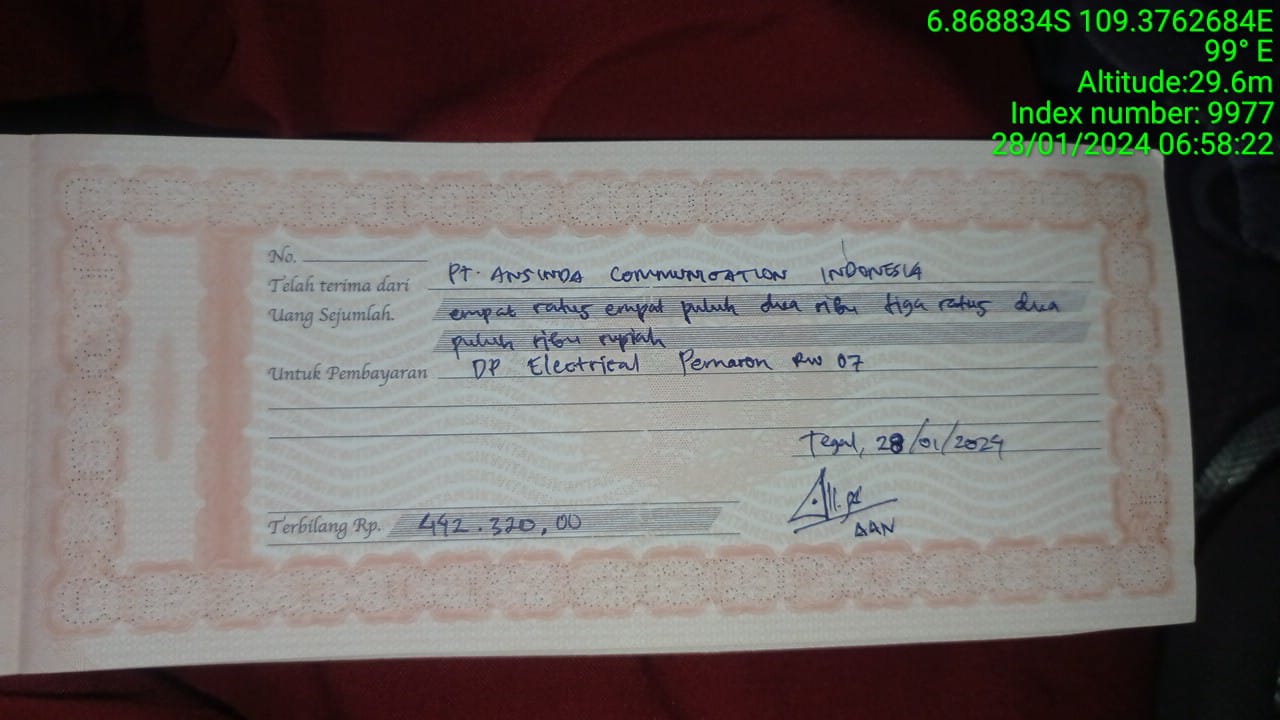 6.868834S 109.3762684E
99° E
Altitude:29.6m
Index number: 9977
28/01/2024 06:58:22
No.
Telah terima dari PT. ANSINDA COMMUNICATION INDONESIA
Uang Sejumlah. empat ratus empat puluh dua ribu tiga ratus dua
puluh ribu rupiah
Untuk Pembayaran DP Electrical Pemaron RW 07
Tegal, 28/01/2024
Terbilang Rp. 442.320,00
AAN